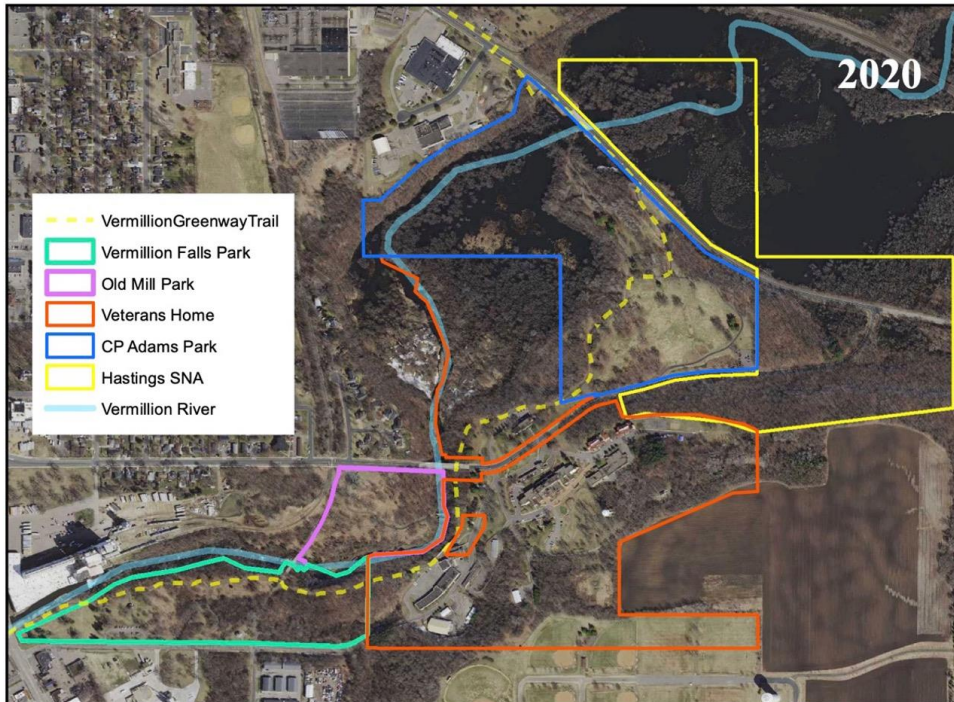 2020
VermillionGreenwayTrail
Vermillion Falls Park
Old Mill Park
Veterans Home
CP Adams Park
Hastings SNA
Vermillion River